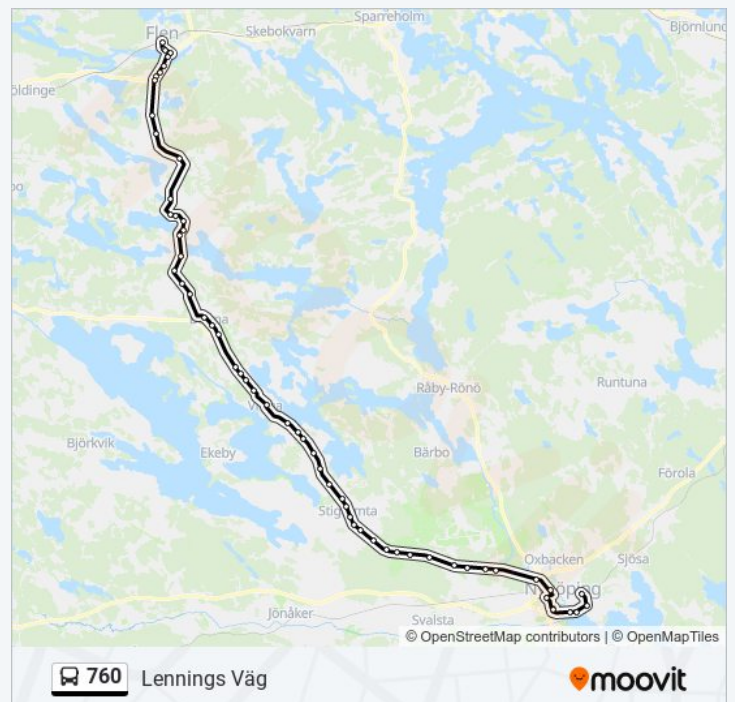 Sparreholm
Björnlund
Flen
Skebokvarn
öldinge
Råby-Rönö
Runtuna
Björkvik
Ekeby
Bärbo
Förola
Oxbacken
Sjösa
Jönåker
Svalsta
© OpenStreetMap contributors | © OpenMapTiles
760 Lennings Väg
moovit